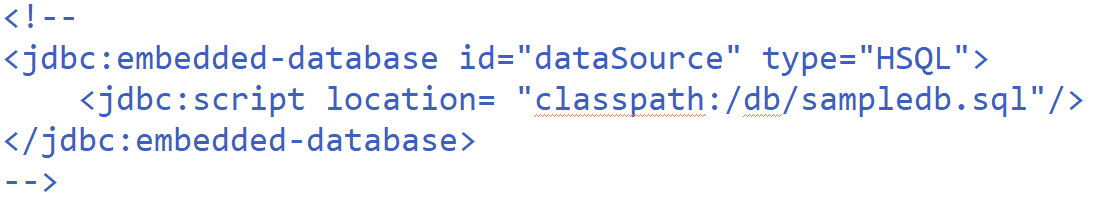 <!--
<jdbc:embedded-database id="dataSource" type="HSQL">
    <jdbc:script location= "classpath:/db/sampledb.sql"/>
</jdbc:embedded-database>
-->